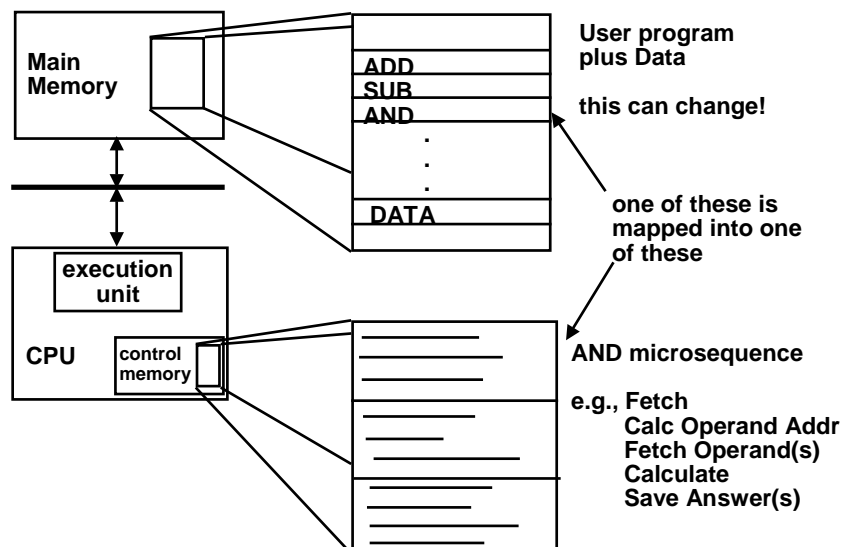 Main
Memory
ADD
SUB
AND
.
.
.
DATA
User program
plus Data
this can change!
one of these is
mapped into one
of these
execution
unit
CPU
control
memory
AND microsequence
e.g., Fetch
Calc Operand Addr
Fetch Operand(s)
Calculate
Save Answer(s)